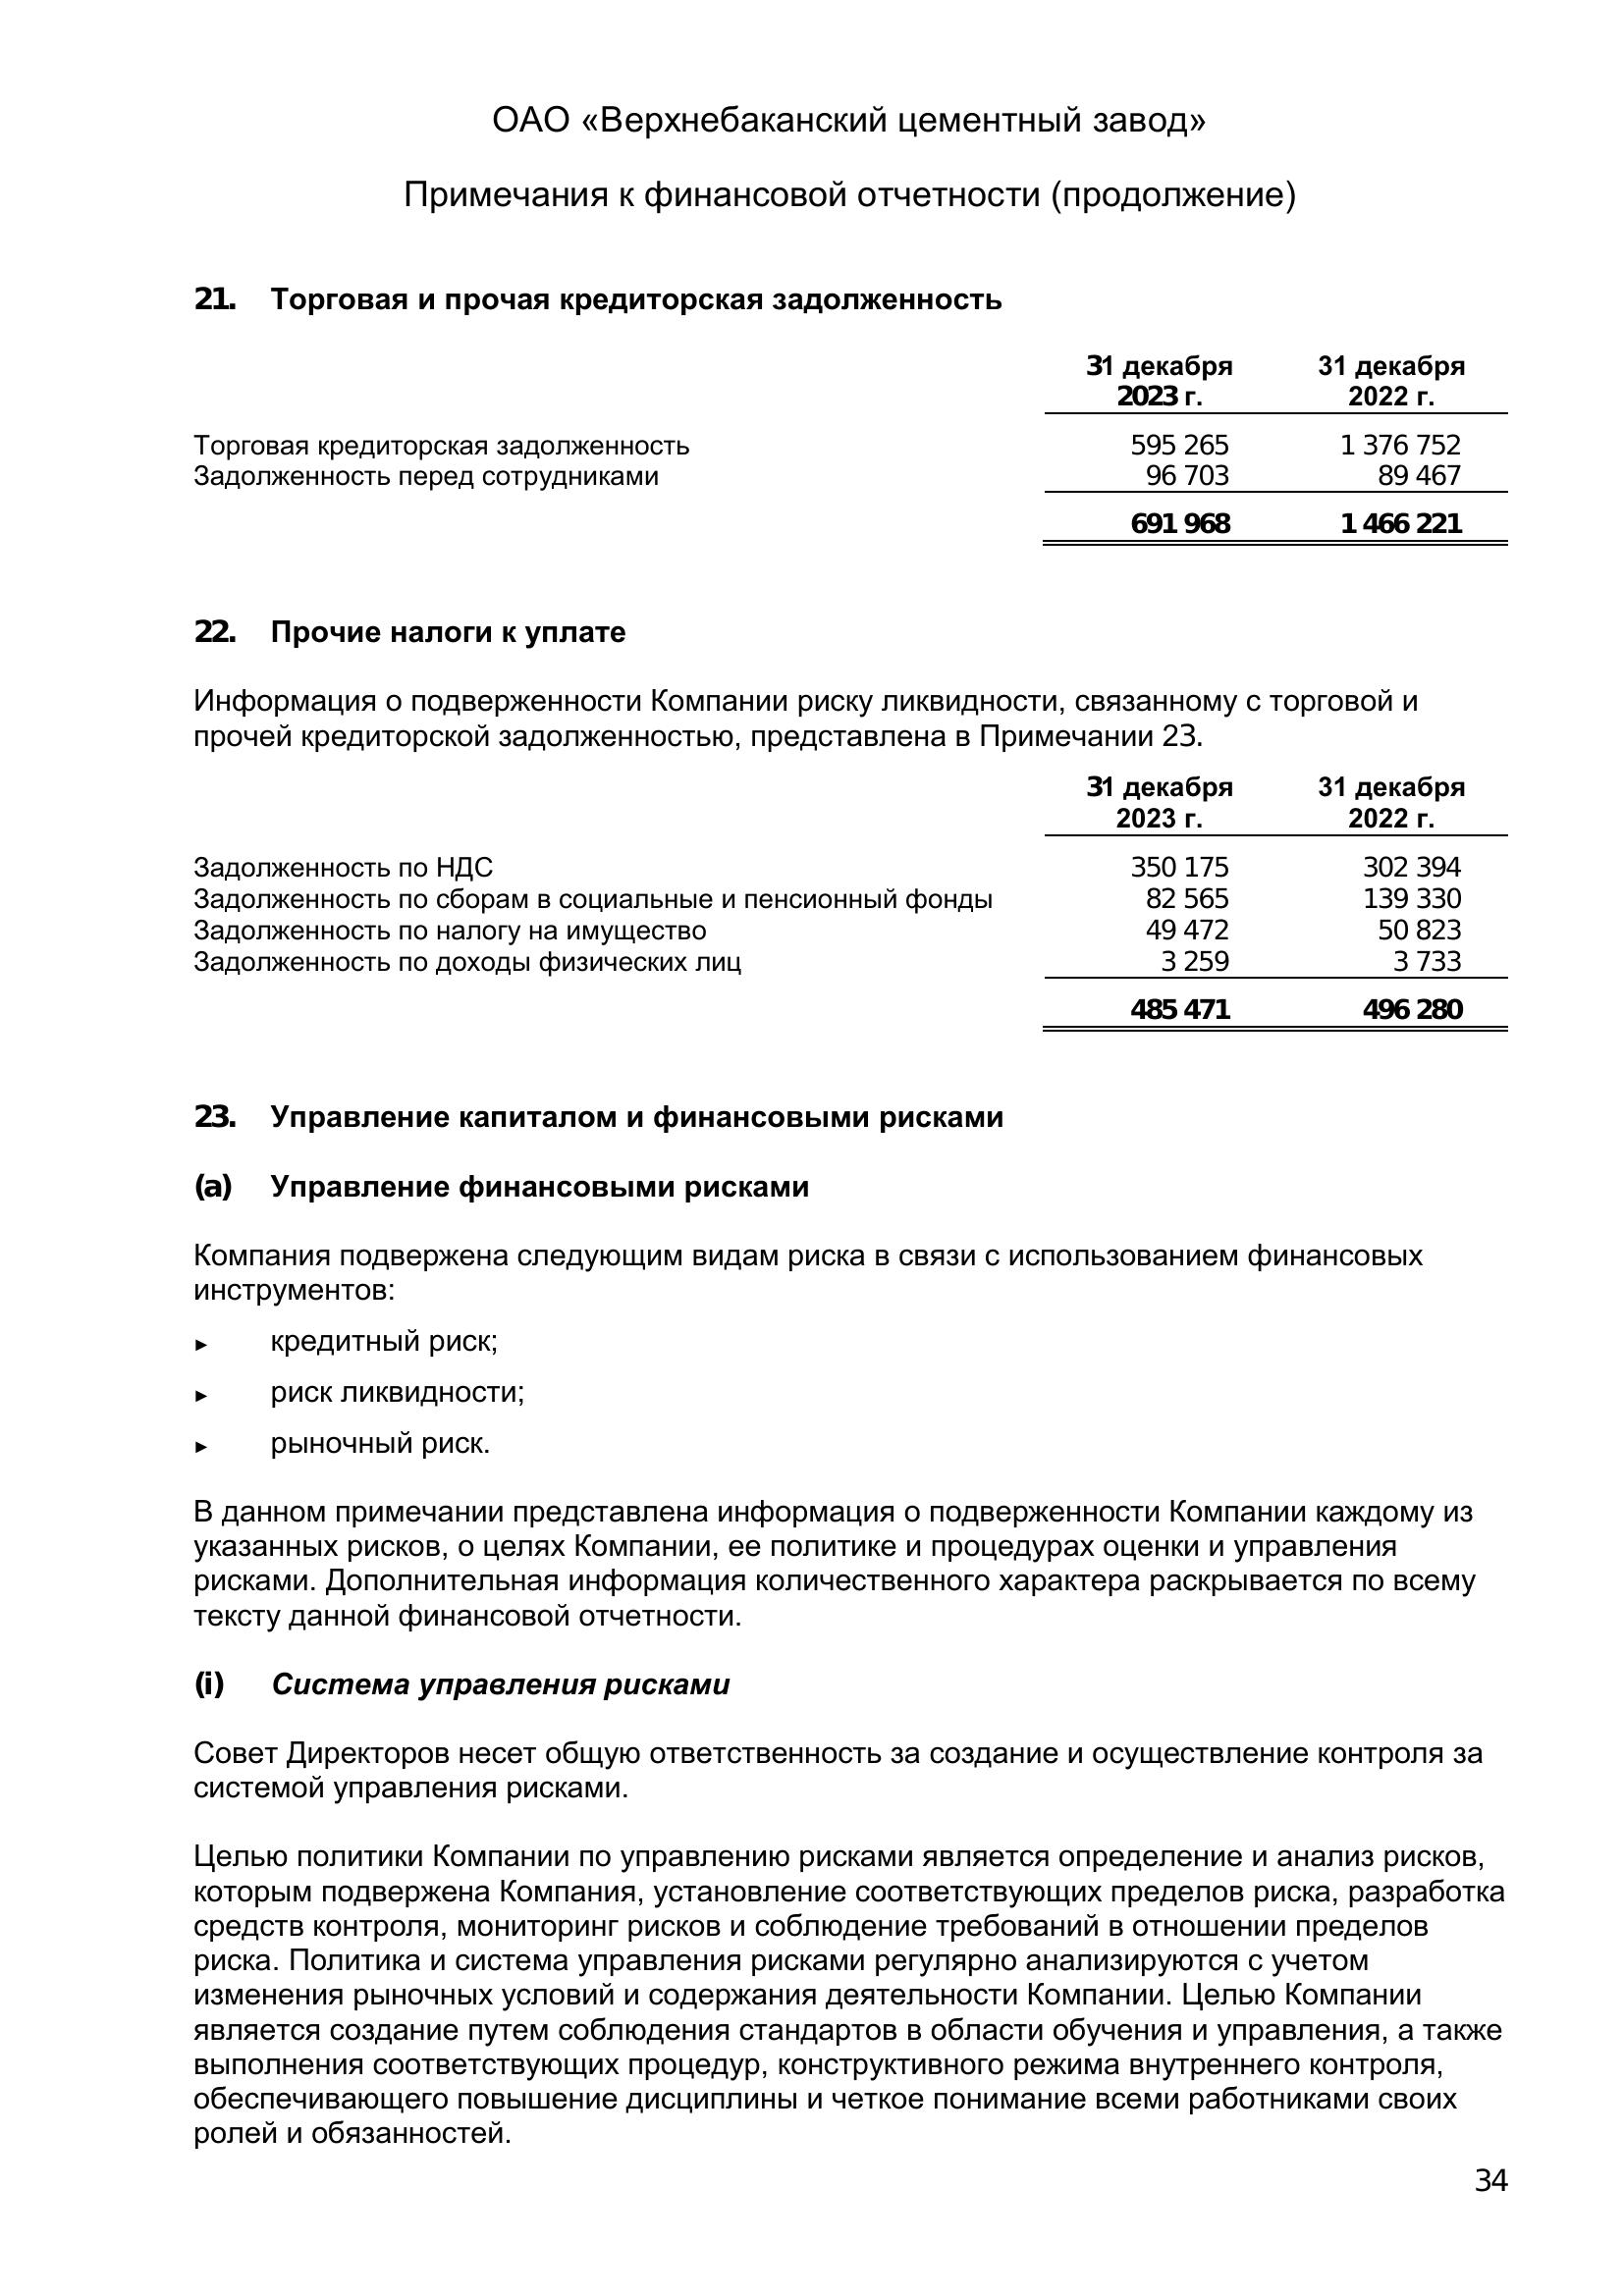 ОАО «Верхнебаканский цементный завод»
Примечания к финансовой отчетности (продолжение)
21. Торговая и прочая кредиторская задолженность
31 декабря 31 декабря
2023 г. 2022 г.
Торговая кредиторская задолженность 595 265 1 376 752
Задолженность перед сотрудниками 96 703 89 467
691 968 1 466 221
22. Прочие налоги к уплате
Информация о подверженности Компании риску ликвидности, связанному с торговой и
прочей кредиторской задолженностью, представлена в Примечании 23.
31 декабря 31 декабря
2023 г. 2022 г.
Задолженность по НДС 350 175 302 394
Задолженность по сборам в социальные и пенсионный фонды 82 565 139 330
Задолженность по налогу на имущество 49 472 50 823
Задолженность по доходы физических лиц 3 259 3 733
485 471 496 280
23. Управление капиталом и финансовыми рисками
(a) Управление финансовыми рисками
Компания подвержена следующим видам риска в связи с использованием финансовых
инструментов:
► кредитный риск;
► риск ликвидности;
► рыночный риск.
В данном примечании представлена информация о подверженности Компании каждому из
указанных рисков, о целях Компании, ее политике и процедурах оценки и управления
рисками. Дополнительная информация количественного характера раскрывается по всему
тексту данной финансовой отчетности.
(i) Система управления рисками
Совет Директоров несет общую ответственность за создание и осуществление контроля за
системой управления рисками.
Целью политики Компании по управлению рисками является определение и анализ рисков,
которым подвержена Компания, установление соответствующих пределов риска, разработка
средств контроля, мониторинг рисков и соблюдение требований в отношении пределов
риска. Политика и система управления рисками регулярно анализируются с учетом
изменения рыночных условий и содержания деятельности Компании. Целью Компании
является создание путем соблюдения стандартов в области обучения и управления, а также
выполнения соответствующих процедур, конструктивного режима внутреннего контроля,
обеспечивающего повышение дисциплины и четкое понимание всеми работниками своих
ролей и обязанностей.
34